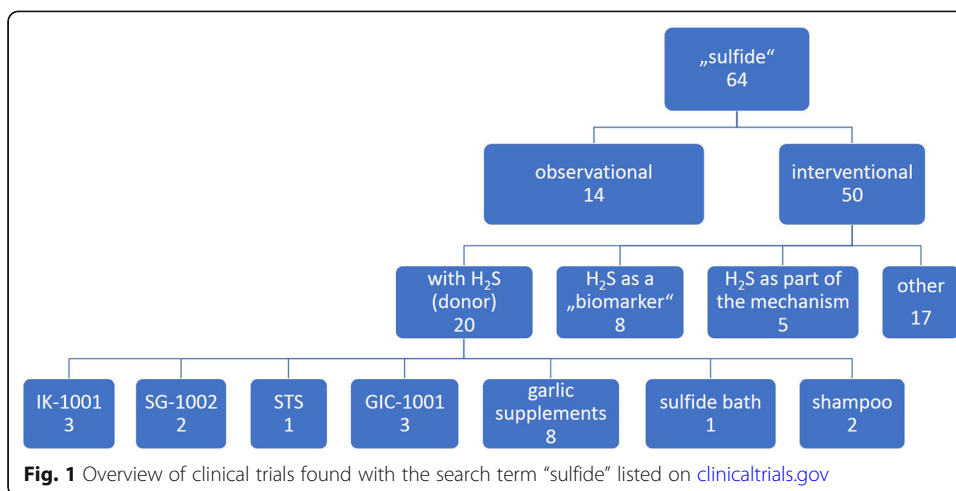 „sulfide“
64
observational
14
interventional
50
with H₂S
(donor)
20
H₂S as a
„biomarker“
8
H₂S as part of
the mechanism
5
other
17
IK-1001
3
SG-1002
2
STS
1
GIC-1001
3
garlic
supplements
8
sulfide bath
1
shampoo
2
Fig. 1 Overview of clinical trials found with the search term “sulfide” listed on clinicaltrials.gov